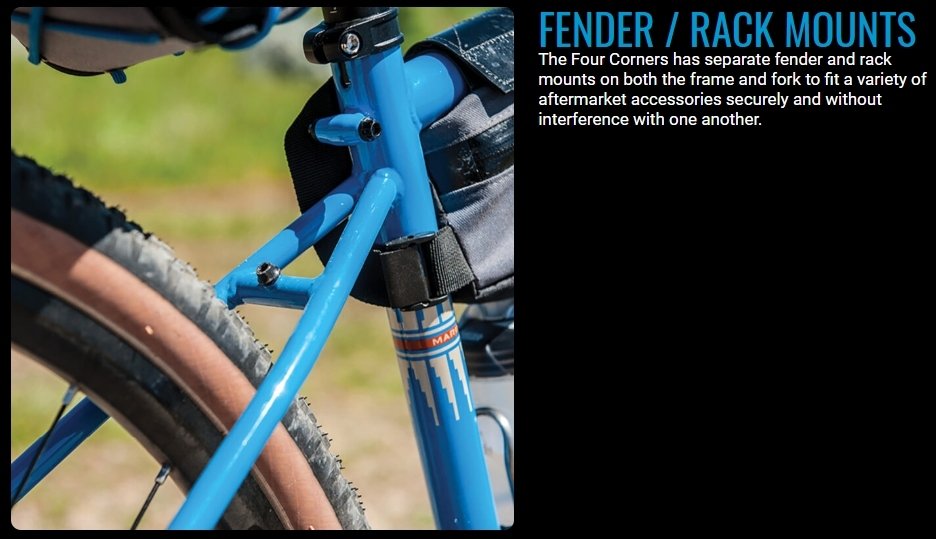 FENDER / RACK MOUNTS
The Four Corners has separate fender and rack
mounts on both the frame and fork to fit a variety of
aftermarket accessories securely and without
interference with one another.
MAR